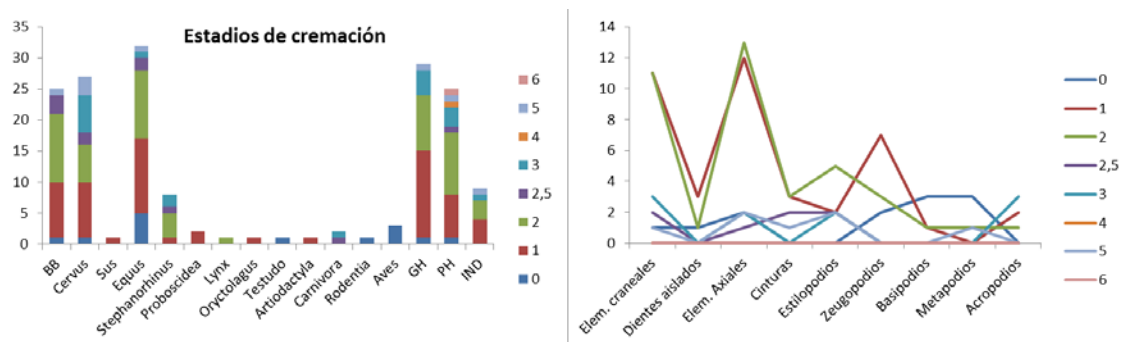 Estadios de cremación
35
30
25
20
15
10
5
0
BB
Cervus
Sus
Equus
Stephanorhinus
Proboscidea
Lynx
Oryctolagus
Testudo
Artiodactyla
Carnivora
Rodentia
Aves
GH
PH
IND
6
5
4
3
2,5
2
1
0
14
12
10
8
6
4
2
0
Elem. craneales
Dientes aislados
Elem. Axiales
Cinturas
Estilopodios
Zeugopodios
Basipodios
Metapodios
Acropodios
0
1
2
2,5
3
4
5
6